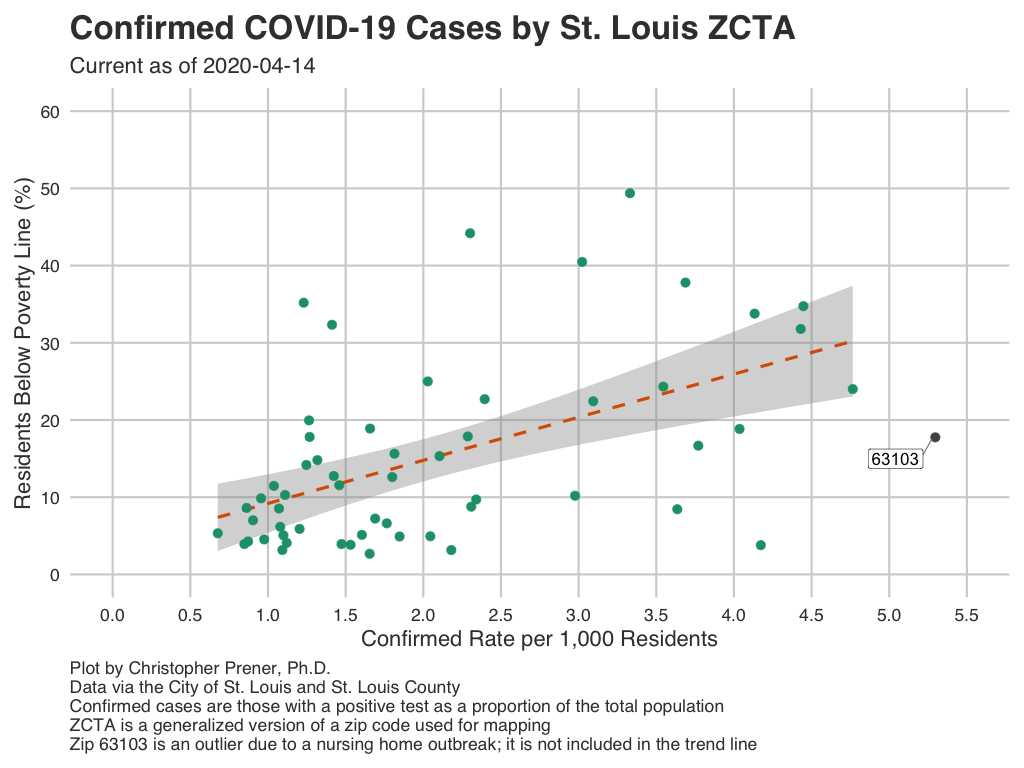 Confirmed COVID-19 Cases by St. Louis ZCTA
Current as of 2020-04-14
Residents Below Poverty Line (%)
60
50
40
30
20
10
0
63103
0.0 0.5 1.0 1.5 2.0 2.5 3.0 3.5 4.0 4.5 5.0 5.5
Confirmed Rate per 1,000 Residents
Plot by Christopher Prener, Ph.D.
Data via the City of St. Louis and St. Louis County
Confirmed cases are those with a positive test as a proportion of the total population
ZCTA is a generalized version of a zip code used for mapping
Zip 63103 is an outlier due to a nursing home outbreak; it is not included in the trend line